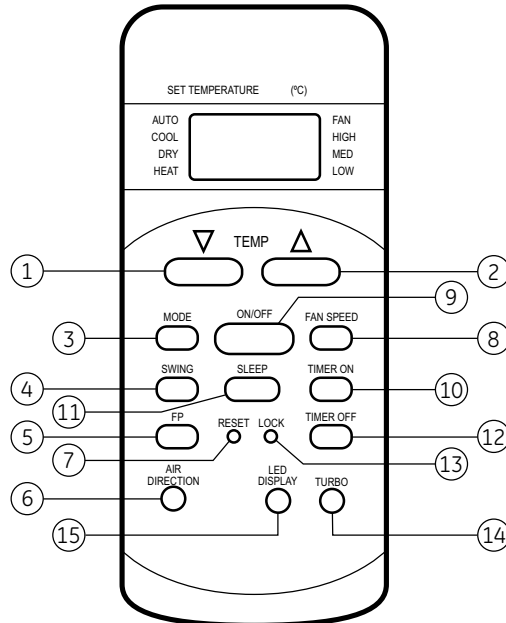 SET TEMPERATURE (ºC)
AUTO FAN
COOL HIGH
DRY MED
HEAT LOW
TEMP
1
2
9
MODE ON/OFF FAN SPEED
3
8
SWING SLEEP TIMER ON
4
10
11
FP RESET LOCK TIMER OFF
5
12
7
13
AIR
DIRECTION
LED
DISPLAY
TURBO
6
15
14